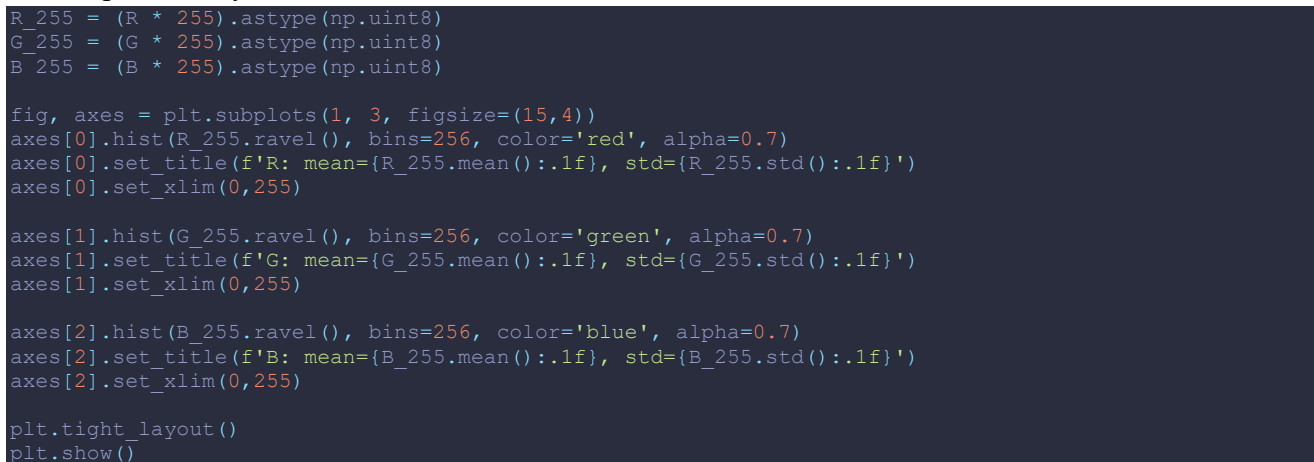 R_255 = (R * 255).astype(np.uint8)
G_255 = (G * 255).astype(np.uint8)
B_255 = (B * 255).astype(np.uint8)
fig, axes = plt.subplots(1, 3, figsize=(15,4))
axes[0].hist(R_255.ravel(), bins=256, color='red', alpha=0.7)
axes[0].set_title(f'R: mean={R_255.mean():.1f}, std={R_255.std():.1f}')
axes[0].set_xlim(0,255)
axes[1].hist(G_255.ravel(), bins=256, color='green', alpha=0.7)
axes[1].set_title(f'G: mean={G_255.mean():.1f}, std={G_255.std():.1f}')
axes[1].set_xlim(0,255)
axes[2].hist(B_255.ravel(), bins=256, color='blue', alpha=0.7)
axes[2].set_title(f'B: mean={B_255.mean():.1f}, std={B_255.std():.1f}')
axes[2].set_xlim(0,255)
plt.tight_layout()
plt.show()